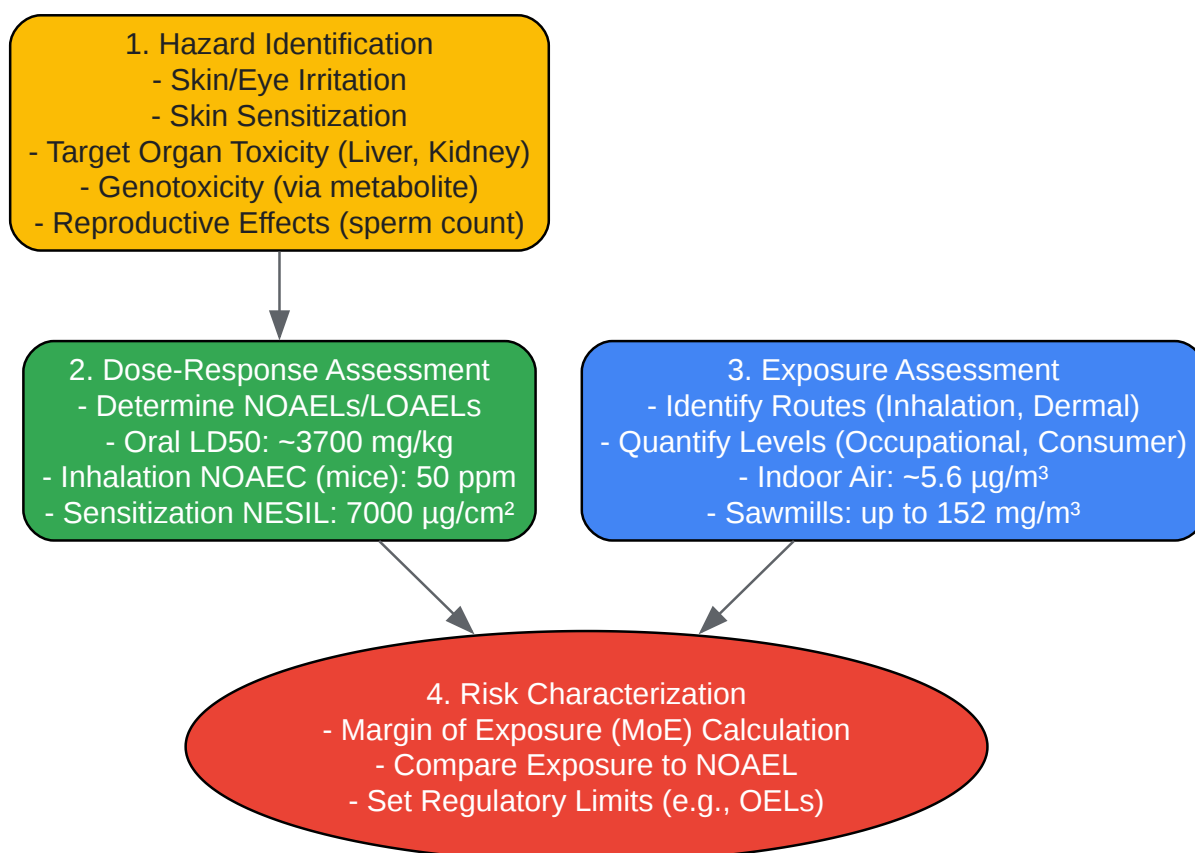 1. Hazard Identification
- Skin/Eye Irritation
- Skin Sensitization
- Target Organ Toxicity (Liver, Kidney)
- Genotoxicity (via metabolite)
- Reproductive Effects (sperm count)
2. Dose-Response Assessment
- Determine NOAELs/LOAELs
- Oral LD50: ~3700 mg/kg
- Inhalation NOAEC (mice): 50 ppm
- Sensitization NESIL: 7000 µg/cm²
3. Exposure Assessment
- Identify Routes (Inhalation, Dermal)
- Quantify Levels (Occupational, Consumer)
- Indoor Air: ~5.6 µg/m³
- Sawmills: up to 152 mg/m³
4. Risk Characterization
- Margin of Exposure (MoE) Calculation
- Compare Exposure to NOAEL
- Set Regulatory Limits (e.g., OELs)